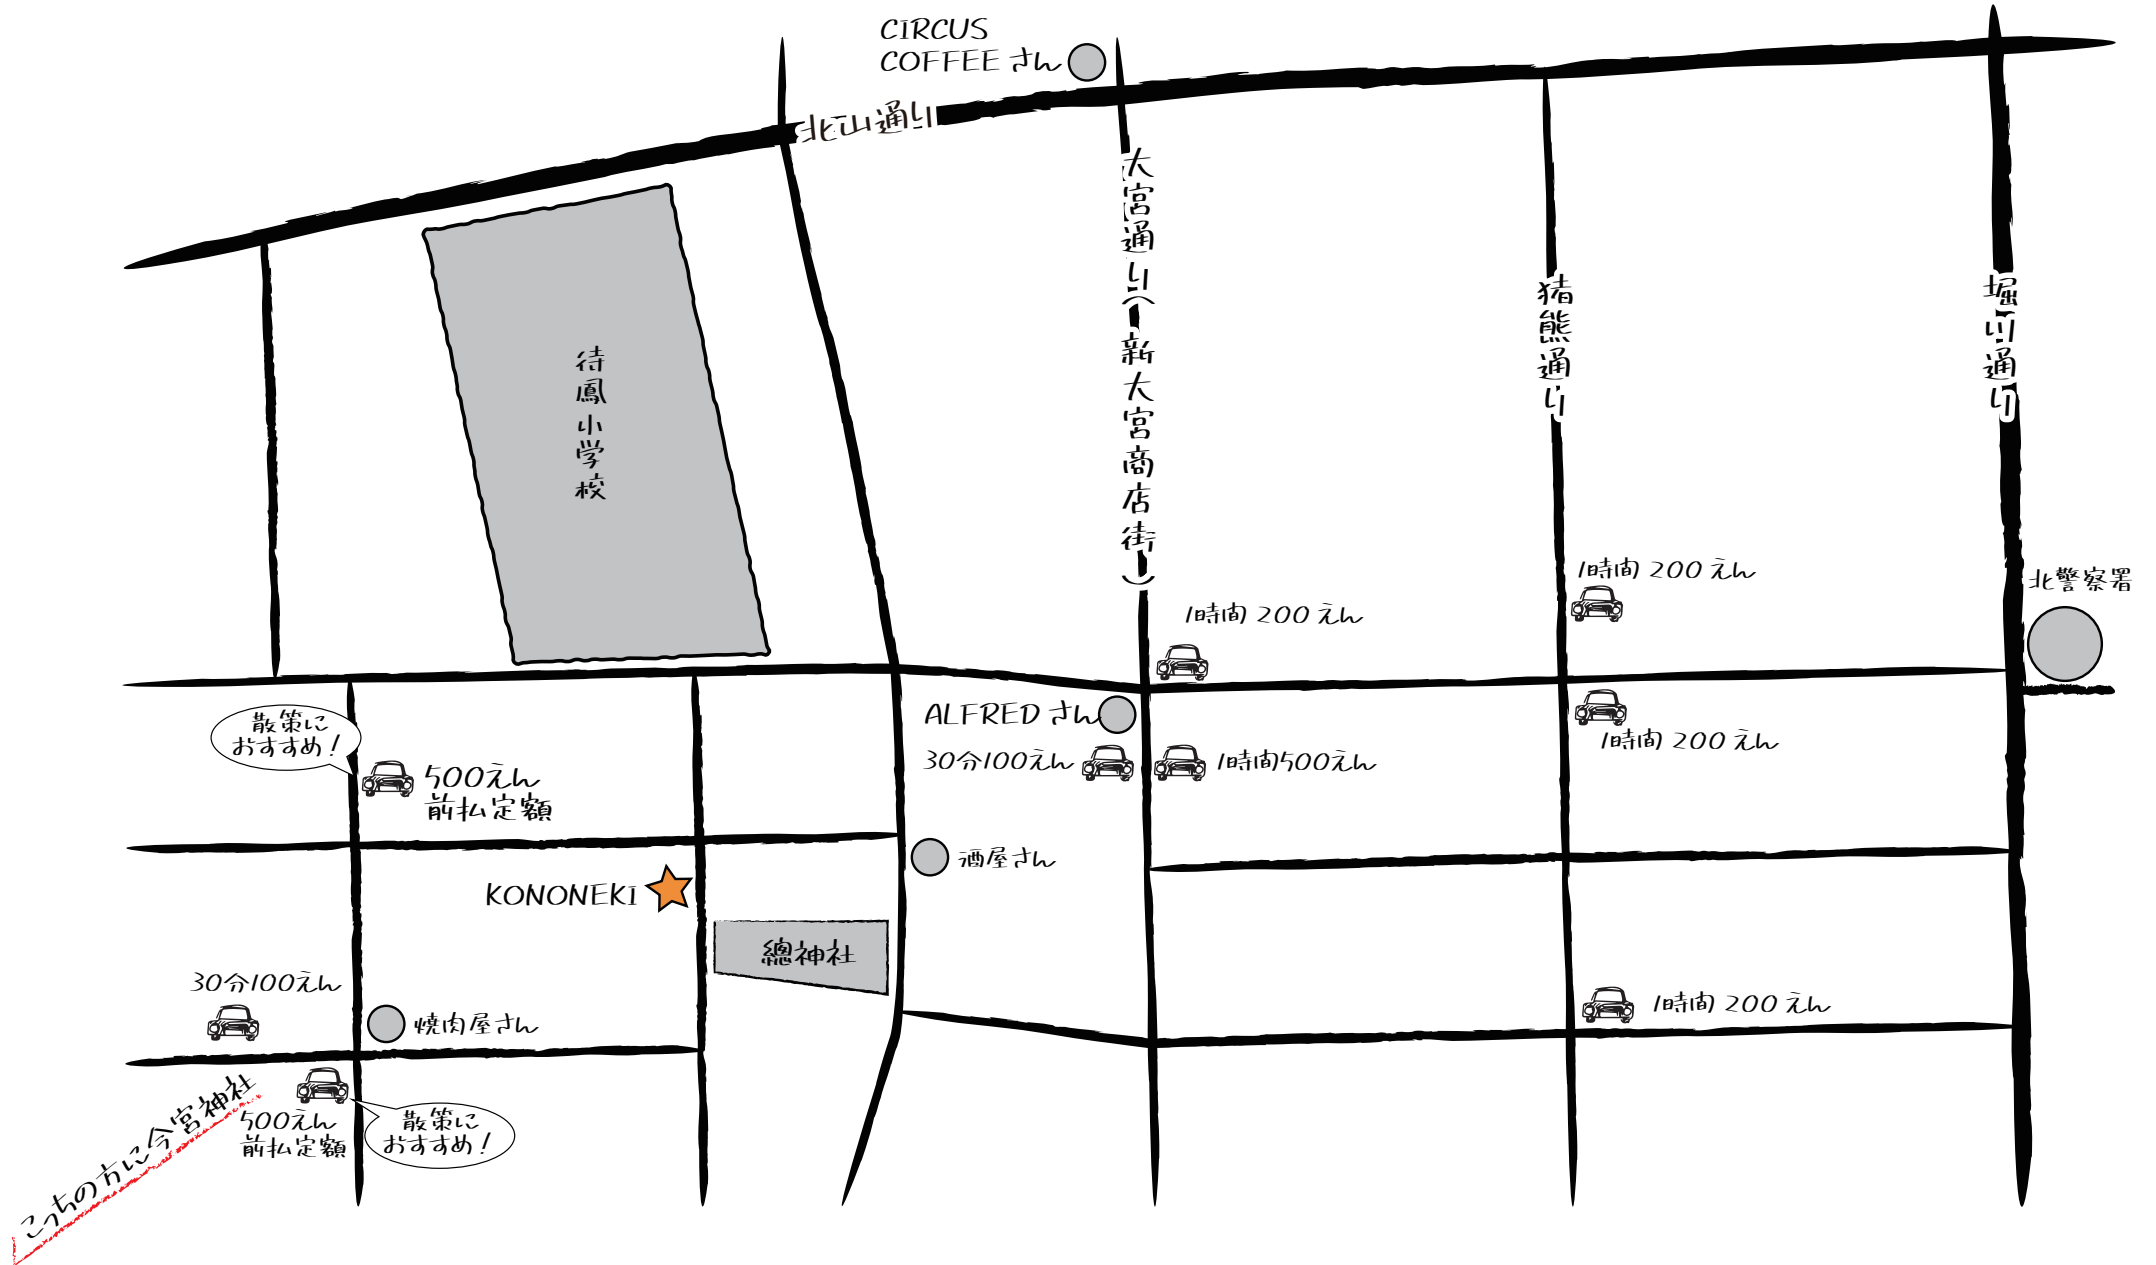 CIRCUS
COFFEE さん
北山通り
大宮通り(新大宮商店街)
猪熊通り
堀川通り
待鳳小学校
1時間 200 えん
北警察署
1時間 200 えん
散策に
おすすめ!
500えん
前払定額
ALFRED さん
30分100えん
1時間500えん
1時間 200 えん
酒屋さん
KONONEKI
總神社
30分100えん
焼肉屋さん
1時間 200 えん
500えん
前払定額
散策に
おすすめ!
こっちの方に今宮神社